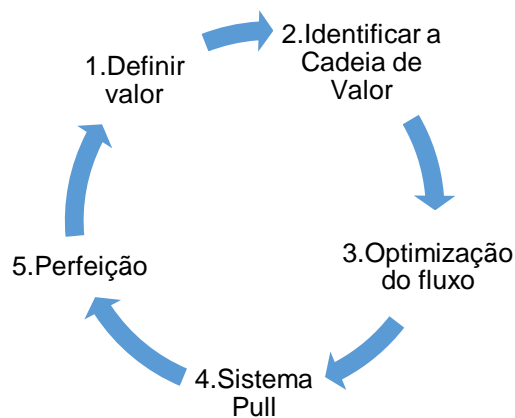 1.Definir
valor
2.Identificar a
Cadeia de
Valor
3.Optimização
do fluxo
4.Sistema
Pull
5.Perfeição